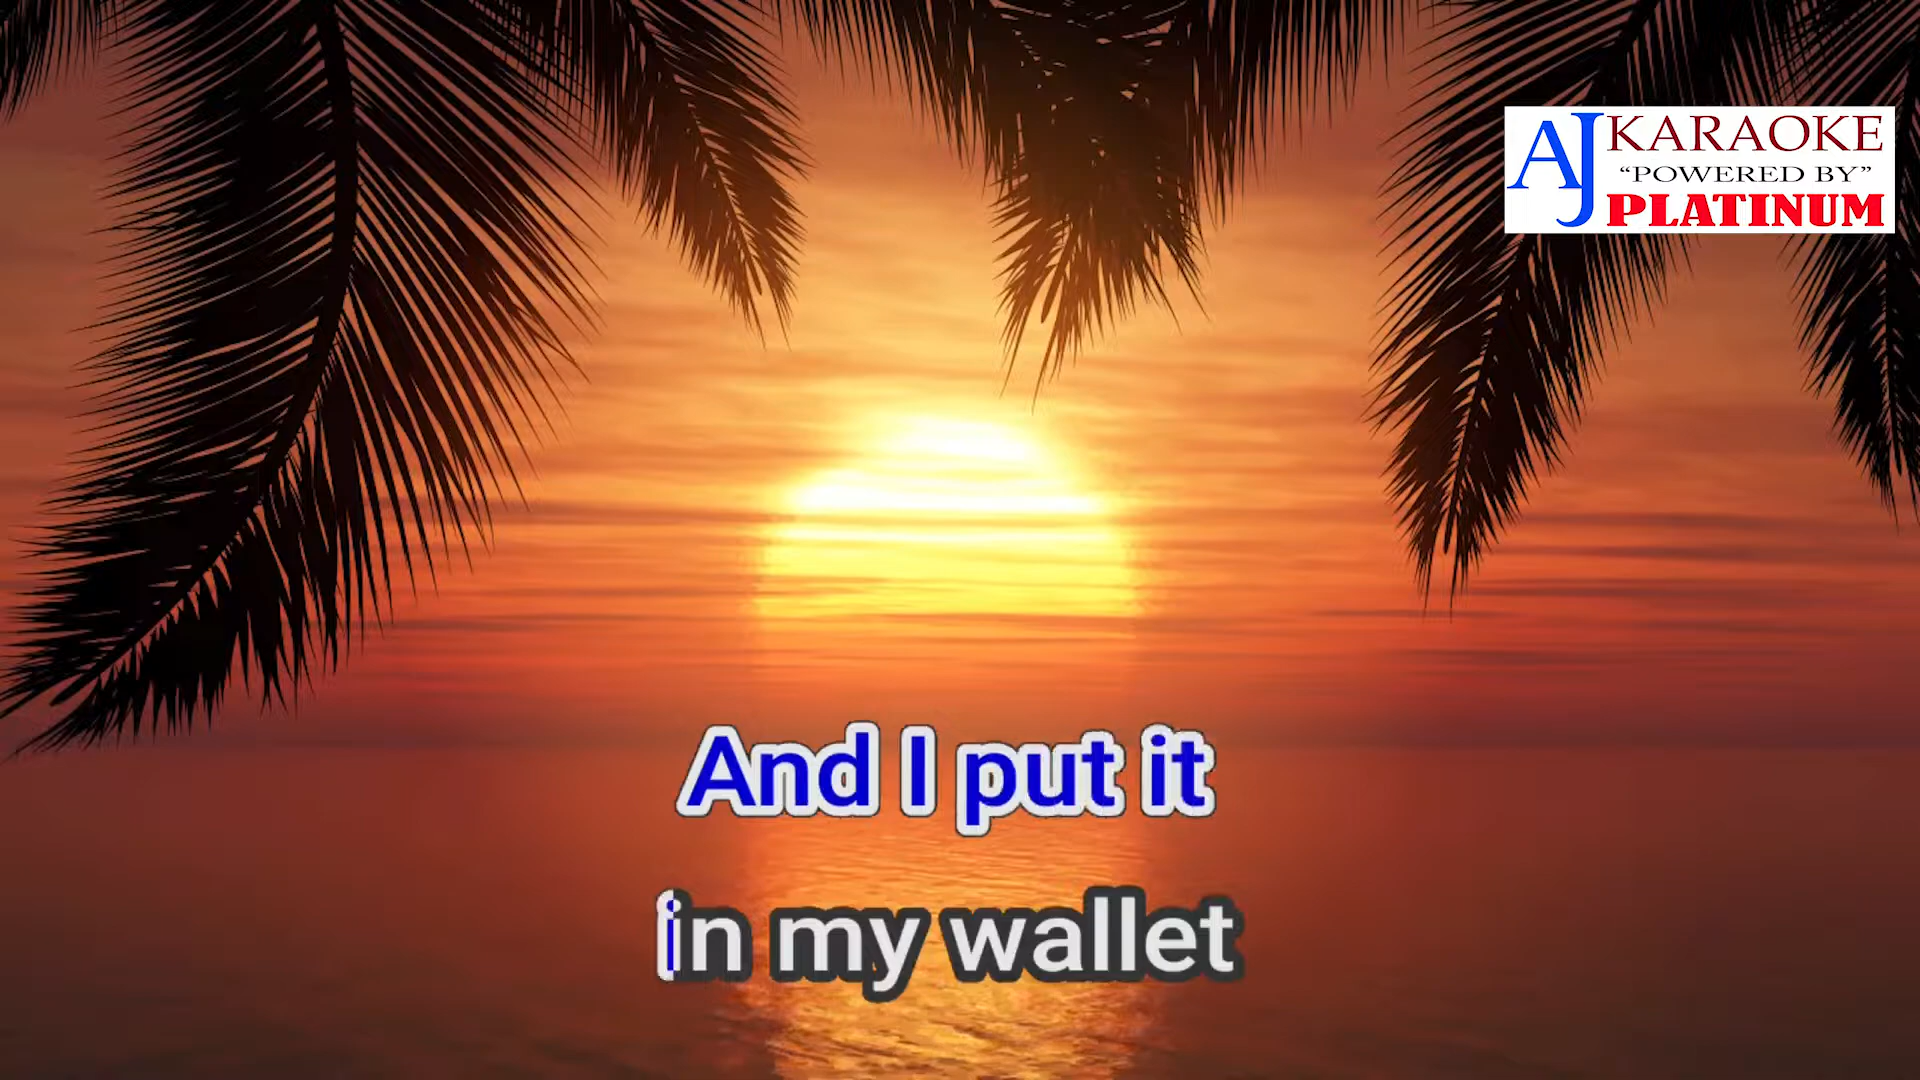 AJ KARAOKE
“POWERED BY”
PLATINUM
And I put it
in my wallet